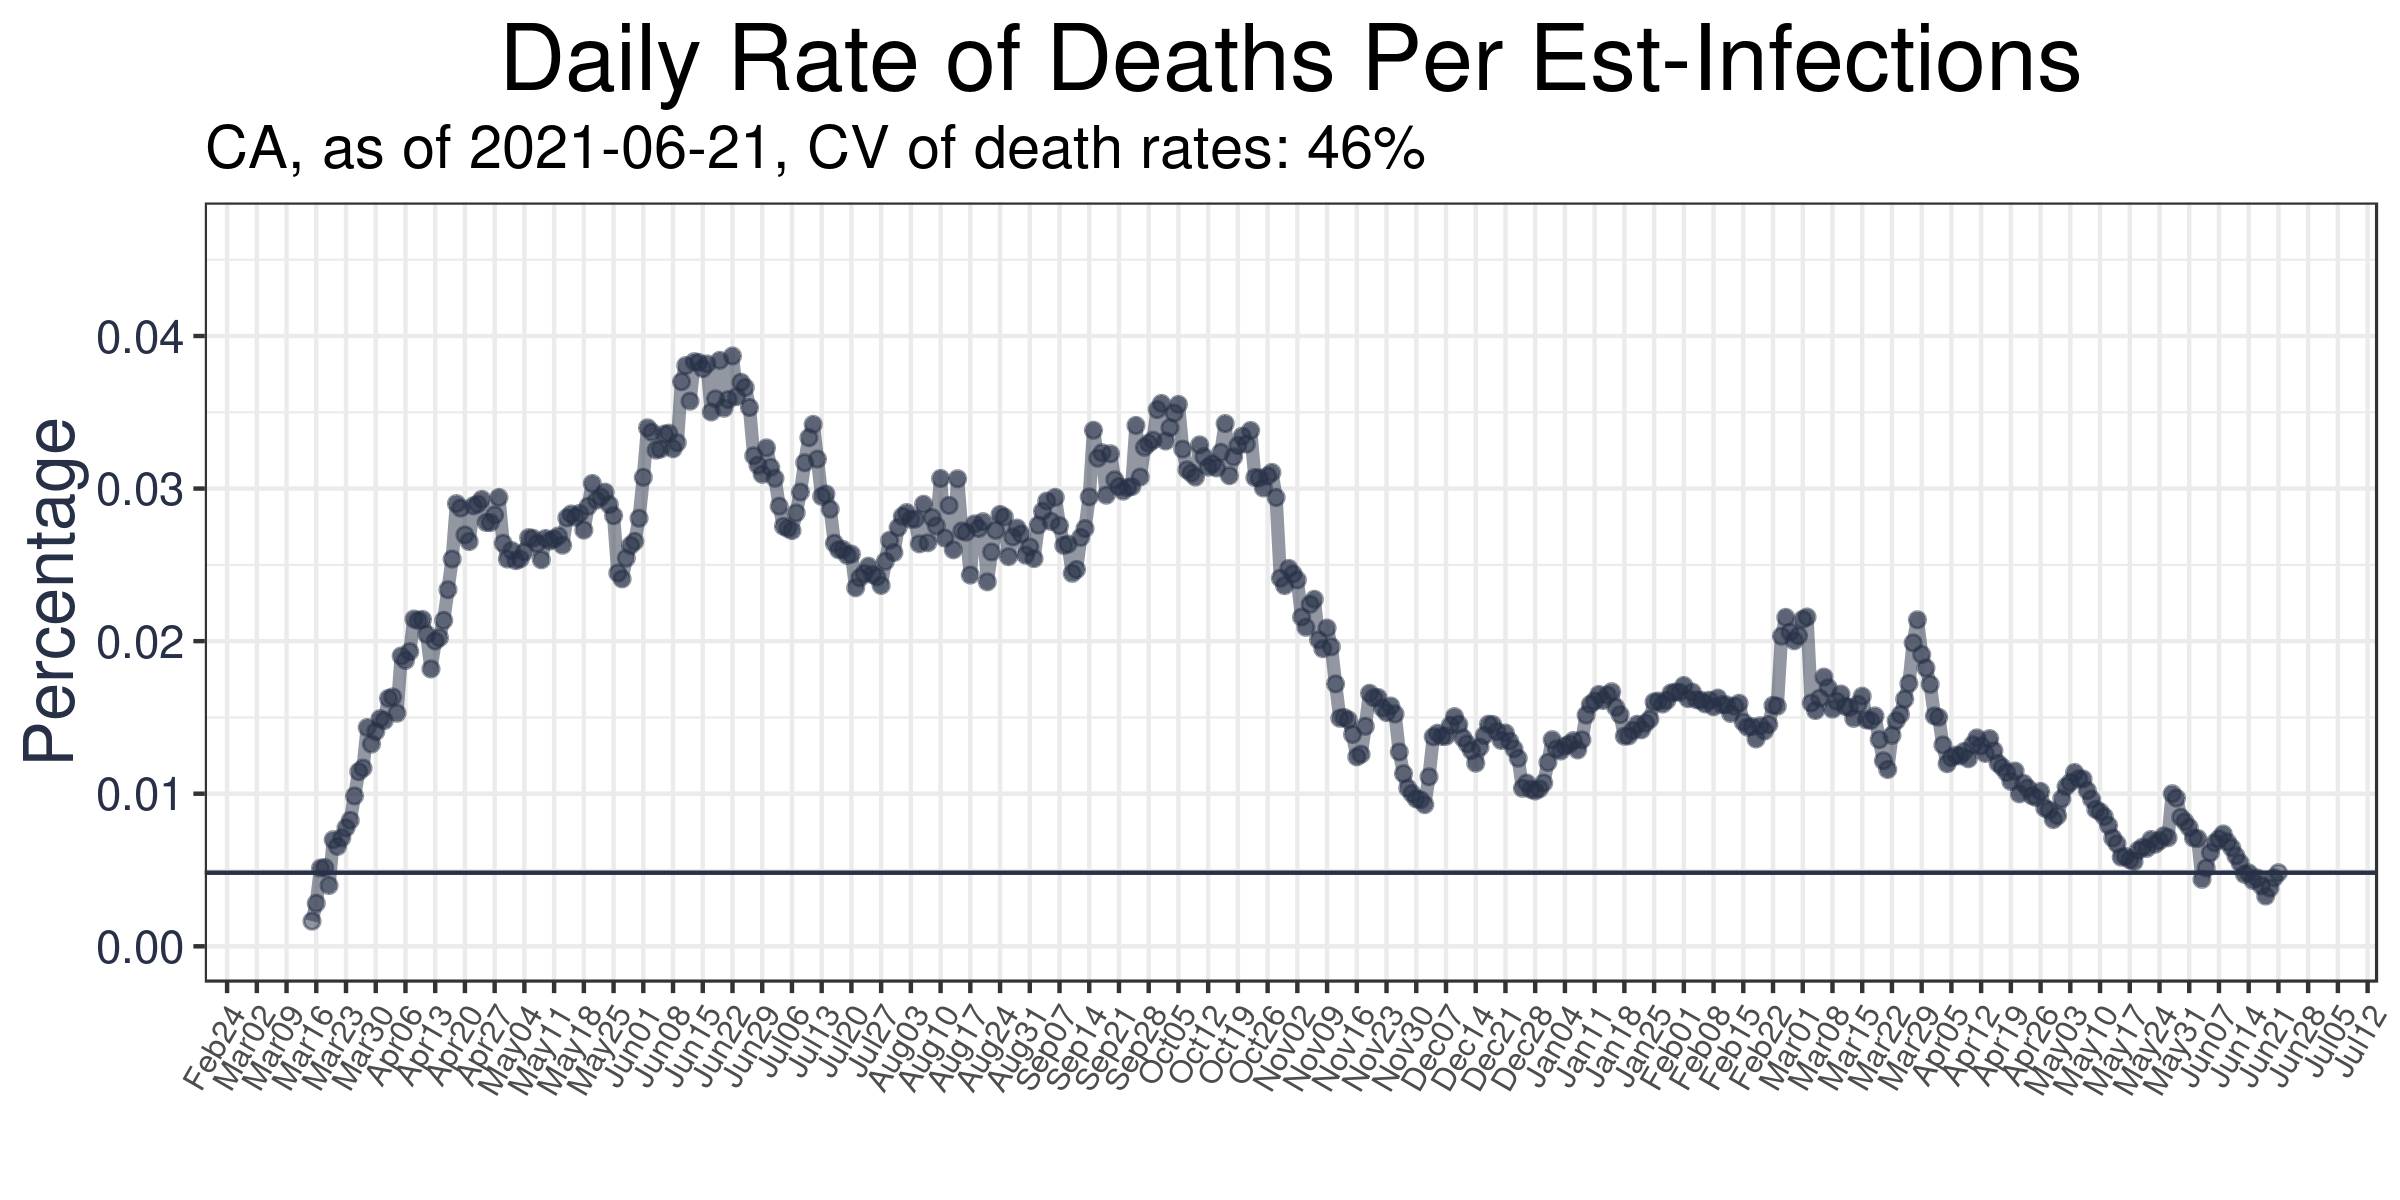 Daily Rate of Deaths Per Est-Infections
CA, as of 2021-06-21, CV of death rates: 46%
Percentage
0.04
0.03
0.02
0.01
0.00
Feb24
Mar02
Mar09
Mar16
Mar23
Mar30
Apr06
Apr13
Apr20
Apr27
May04
May11
May18
May25
Jun01
Jun08
Jun15
Jun22
Jun29
Jul06
Jul13
Jul20
Jul27
Aug03
Aug10
Aug17
Aug24
Aug31
Sep07
Sep14
Sep21
Sep28
Oct05
Oct12
Oct19
Oct26
Nov02
Nov09
Nov16
Nov23
Nov30
Dec07
Dec14
Dec21
Dec28
Dec04
Jan11
Jan18
Jan25
Feb01
Feb08
Feb15
Feb22
Mar01
Mar08
Mar15
Mar22
Mar29
Apr05
Apr12
Apr19
Apr26
May03
May10
May17
May24
May31
May07
Jun14
Jun21
Jun28
Jul05
Jul12